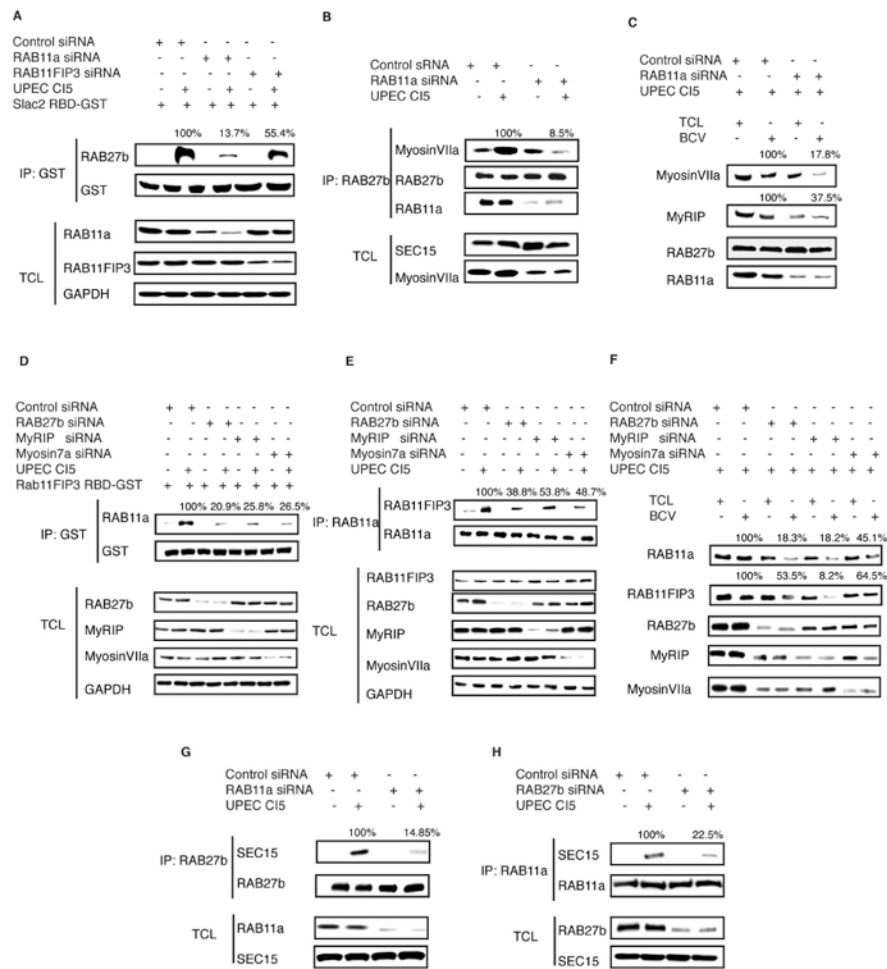 A
Control siRNA + + - - - -
RAB11a siRNA - - + + - -
RAB11FIP3 siRNA - - - - + +
UPEC CI5 - + - + - +
Slac2 RBD-GST + + + + + +
100% 13.7% 55.4%
IP: GST
RAB27b
GST
TCL
RAB11a
RAB11FIP3
GAPDH
B
Control siRNA + + - -
RAB11a siRNA - - + +
UPEC CI5 - + - +
100% 8.5%
IP: RAB27b
MyosinVIIa
RAB27b
RAB11a
TCL
SEC15
MyosinVIIa
C
Control siRNA + + - -
RAB11a siRNA - - + +
UPEC CI5 + + + +
TCL + - + -
BCV - + - +
100% 17.8%
MyosinVIIa
100% 37.5%
MyRIP
RAB27b
RAB11a
D
Control siRNA + + - - - - - -
RAB27b siRNA - - + + - - - -
MyRIP siRNA - - - - + + - -
Myosin7a siRNA - - - - - - + +
UPEC CI5 - + - + - + - +
Rab11FIP3 RBD-GST + + + + + + + +
100% 20.9% 25.8% 26.5%
IP: GST
RAB11a
GST
TCL
RAB27b
MyRIP
MyosinVIIa
GAPDH
E
Control siRNA + + - - - - - -
RAB27b siRNA - - + + - - - -
MyRIP siRNA - - - - + + - -
Myosin7a siRNA - - - - - - + +
UPEC CI5 - + - + - + - +
100% 38.8% 53.8% 48.7%
IP: RAB11a
RAB11FIP3
RAB11a
TCL
RAB11FIP3
RAB27b
MyRIP
MyosinVIIa
GAPDH
F
Control siRNA + + - - - - - -
RAB27b siRNA - - + + - - - -
MyRIP siRNA - - - - + + - -
Myosin7a siRNA - - - - - - + +
UPEC CI5 + + + + + + + +
TCL + - + - + - + -
BCV - + - + - + - +
100% 18.3% 18.2% 45.1%
RAB11a
100% 53.5% 8.2% 64.5%
RAB11FIP3
RAB27b
MyRIP
MyosinVIIa
G
Control siRNA + + - -
RAB11a siRNA - - + +
UPEC CI5 - + - +
100% 14.85%
IP: RAB27b
SEC15
RAB27b
TCL
RAB11a
SEC15
H
Control siRNA + + - -
RAB27b siRNA - - + +
UPEC CI5 - + - +
100% 22.5%
IP: RAB11a
SEC15
RAB11a
TCL
RAB27b
SEC15